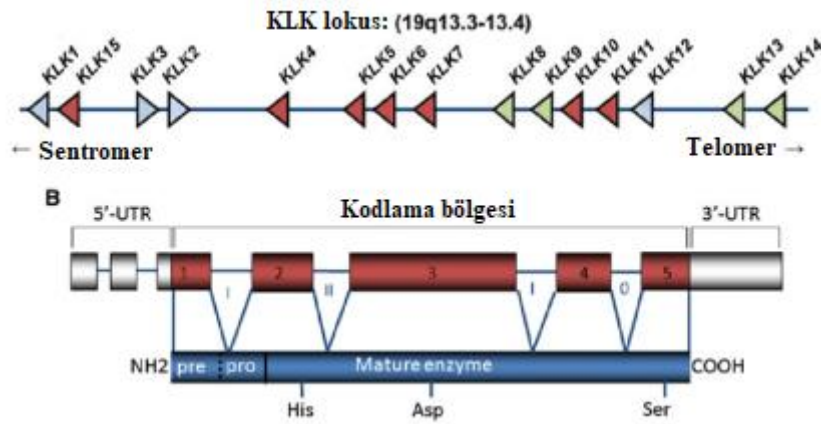 KLK lokus: (19q13.3-13.4)
KLK1 KLK15 KLK3 KLK2 KLK4 KLK5 KLK6 KLK7 KLK8 KLK9 KLK10 KLK11 KLK12 KLK13 KLK14
← Sentromer Telomer →
B
5'-UTR Kodlama bölgesi 3'-UTR
1 2 3 4 5
I II I 0
NH2 pre pro Mature enzyme COOH
His Asp Ser